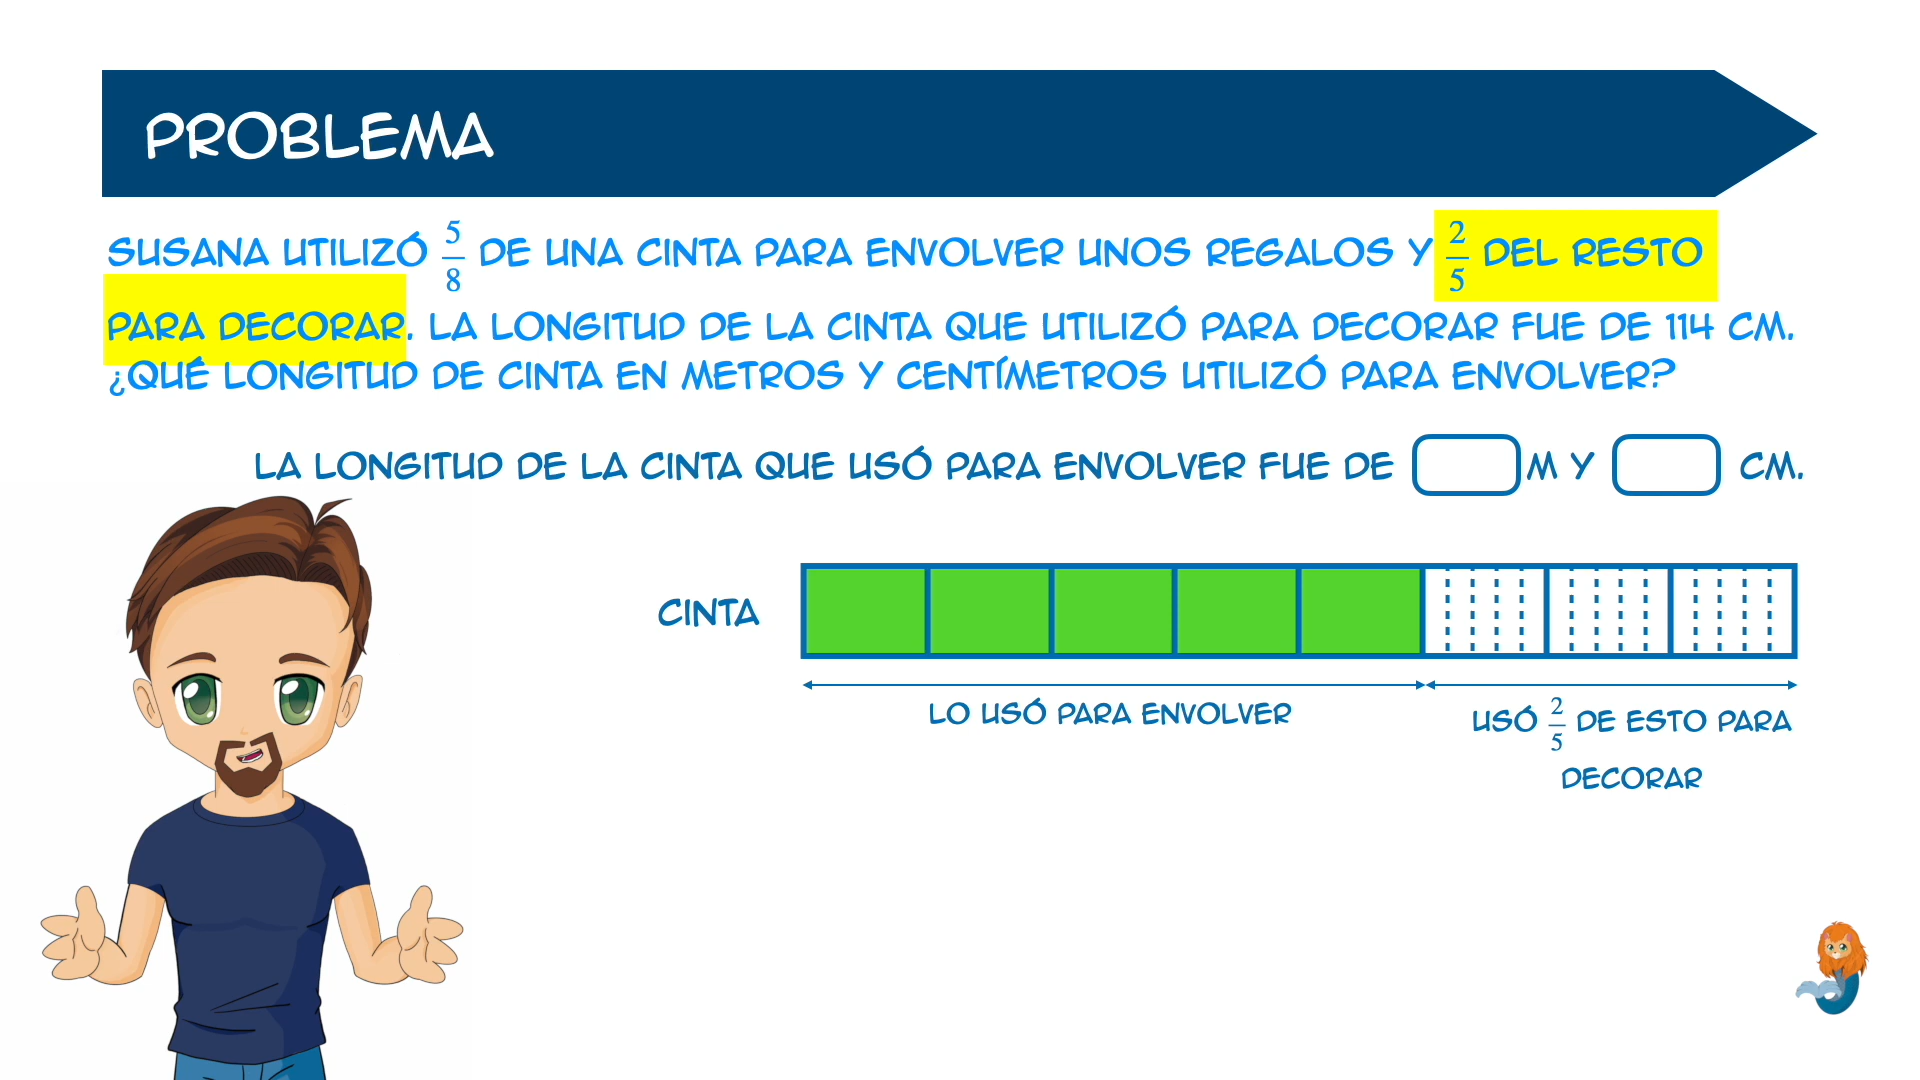 PROBLEMA
SUSANA UTILIZÓ 5/8 DE UNA CINTA PARA ENVOLVER UNOS REGALOS Y 2/5 DEL RESTO
PARA DECORAR. LA LONGITUD DE LA CINTA QUE UTILIZÓ PARA DECORAR FUE DE 114 CM.
¿QUÉ LONGITUD DE CINTA EN METROS Y CENTÍMETROS UTILIZÓ PARA ENVOLVER?
LA LONGITUD DE LA CINTA QUE USÓ PARA ENVOLVER FUE DE M Y CM.
CINTA
LO USÓ PARA ENVOLVER
USÓ 2/5 DE ESTO PARA
DECORAR